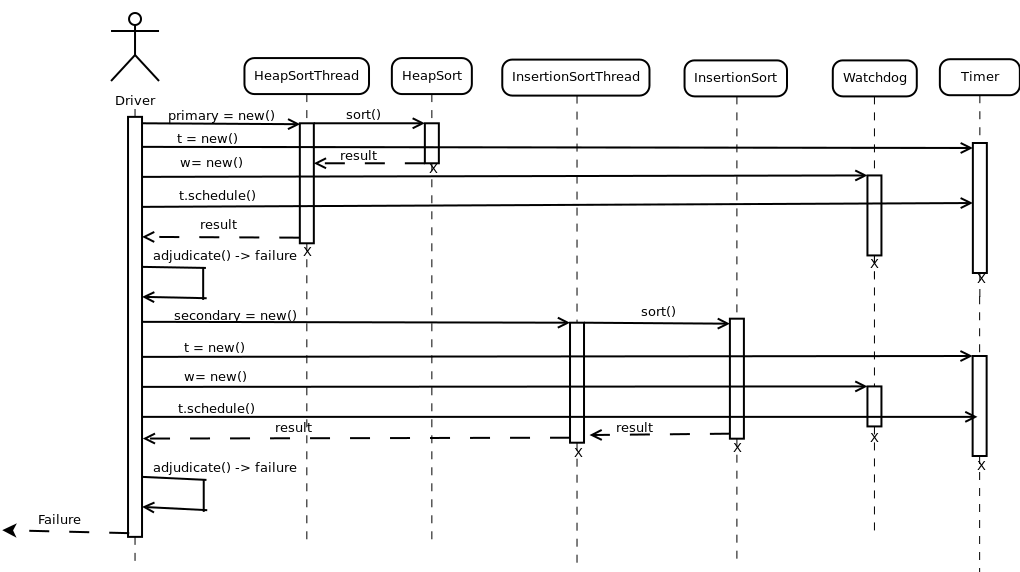 Driver
HeapSortThread
HeapSort
InsertionSortThread
InsertionSort
Watchdog
Timer
primary = new()
sort()
t = new()
result
X
w= new()
t.schedule()
result
X
adjudicate() -> failure
X
X
secondary = new()
sort()
t = new()
w= new()
t.schedule()
result
result
X
X
X
adjudicate() -> failure
X
Failure